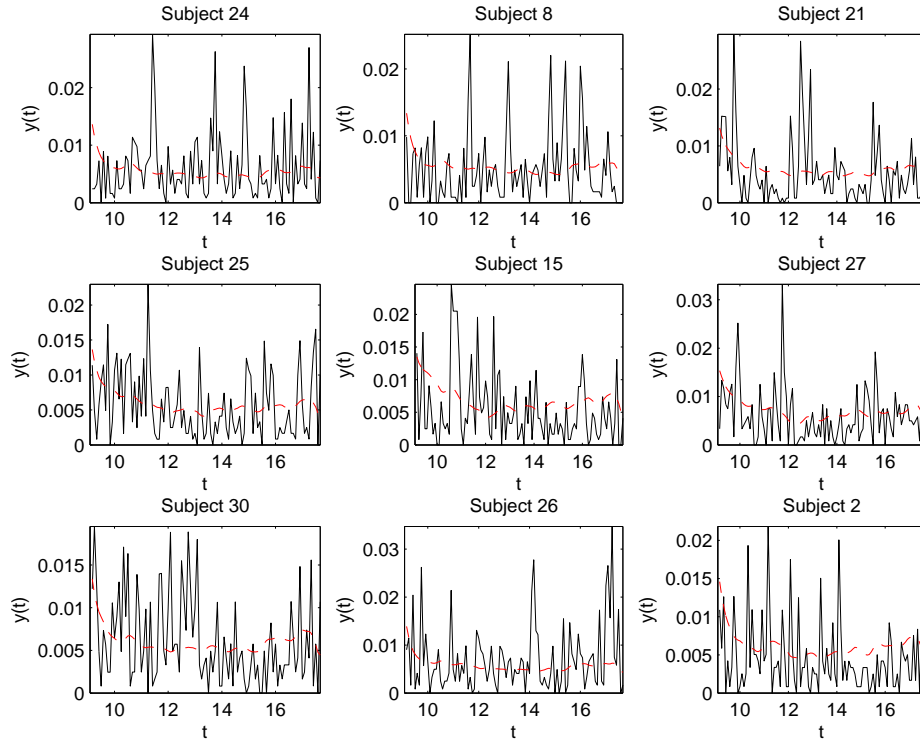 Subject 24
y(t)
0.02
0.01
0
10 12 14 16
t
Subject 8
y(t)
0.02
0.01
0
10 12 14 16
t
Subject 21
y(t)
0.02
0.01
0
10 12 14 16
t
Subject 25
y(t)
0.02
0.015
0.01
0.005
0
10 12 14 16
t
Subject 15
y(t)
0.02
0.015
0.01
0.005
0
10 12 14 16
t
Subject 27
y(t)
0.03
0.02
0.01
0
10 12 14 16
t
Subject 30
y(t)
0.015
0.01
0.005
0
10 12 14 16
t
Subject 26
y(t)
0.03
0.02
0.01
0
10 12 14 16
t
Subject 2
y(t)
0.02
0.015
0.01
0.005
0
10 12 14 16
t